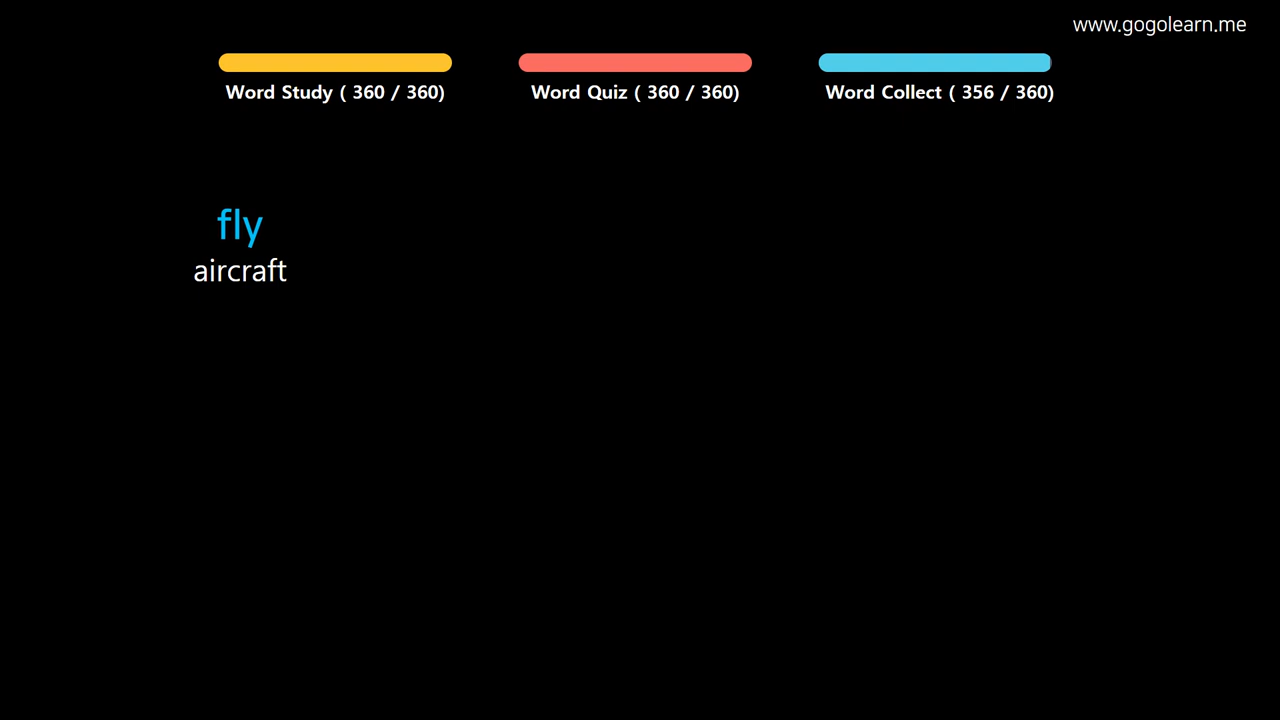 www.gogolearn.me
Word Study ( 360 / 360)
Word Quiz ( 360 / 360)
Word Collect ( 356 / 360)
fly
aircraft